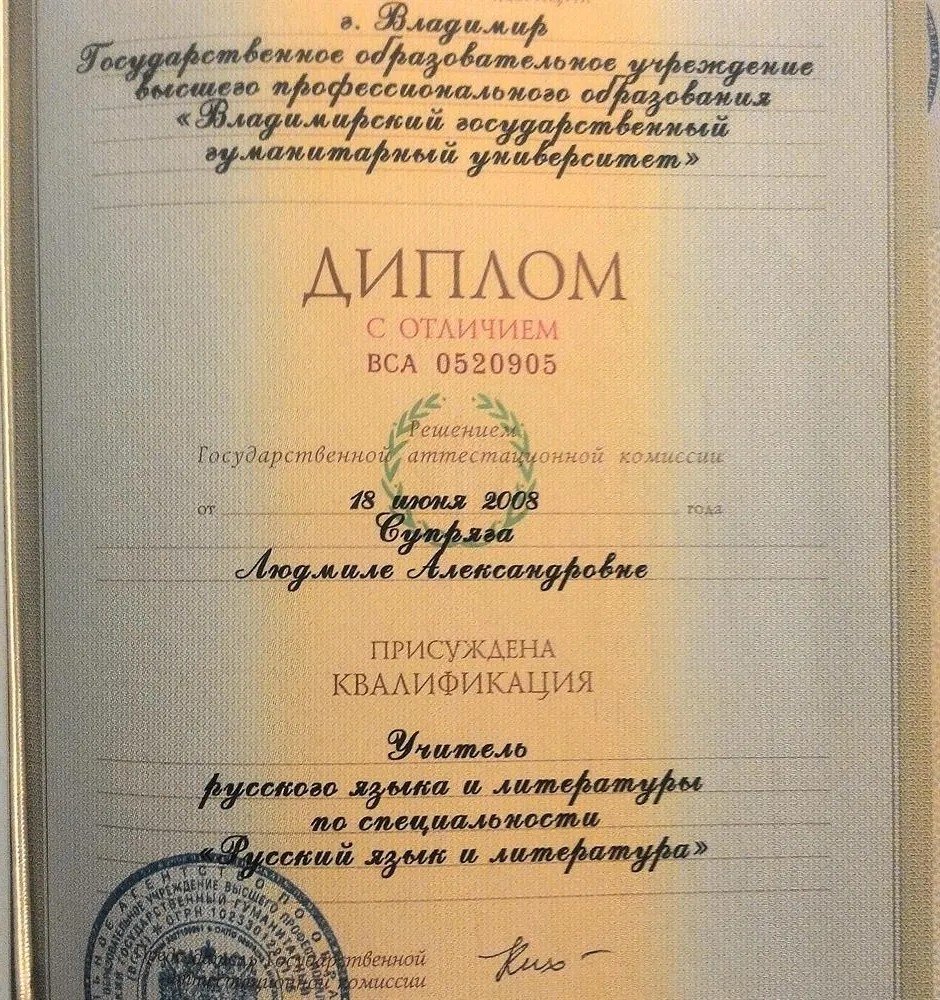 г. Владимир
Государственное образовательное учреждение
высшего профессионального образования
«Владимирский государственный
гуманитарный университет»
ДИПЛОМ
С ОТЛИЧИЕМ
ВСА 0520905
Решением
Государственной аттестационной комиссии
от 18 июня 2008 года
Супряга
Людмиле Александровне
ПРИСУЖДЕНА
КВАЛИФИКАЦИЯ
Учитель
русского языка и литературы
по специальности
«Русский язык и литература»
Председатель Государственной
аттестационной комиссии